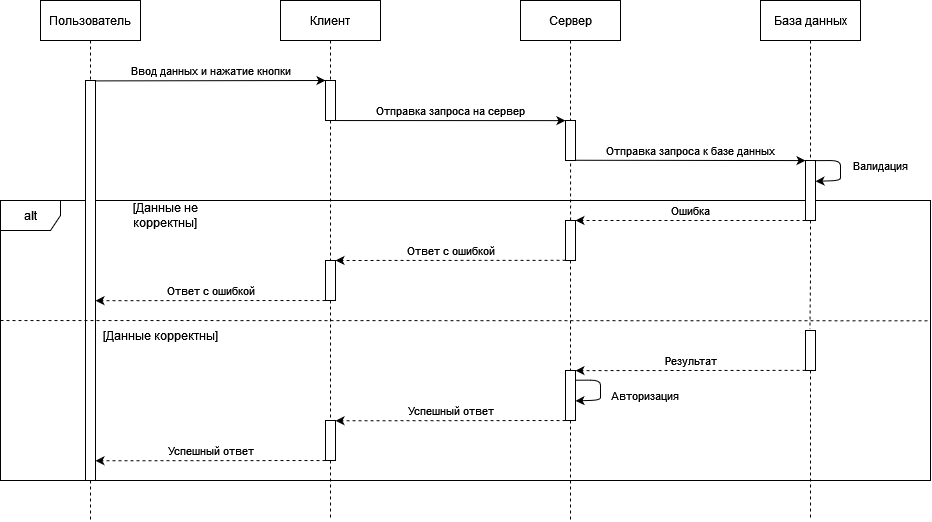 Пользователь
Клиент
Сервер
База данных
Ввод данных и нажатие кнопки
Отправка запроса на сервер
Отправка запроса к базе данных
Валидация
alt
[Данные не
корректны]
Ошибка
Ответ с ошибкой
Ответ с ошибкой
[Данные корректны]
Результат
Авторизация
Успешный ответ
Успешный ответ